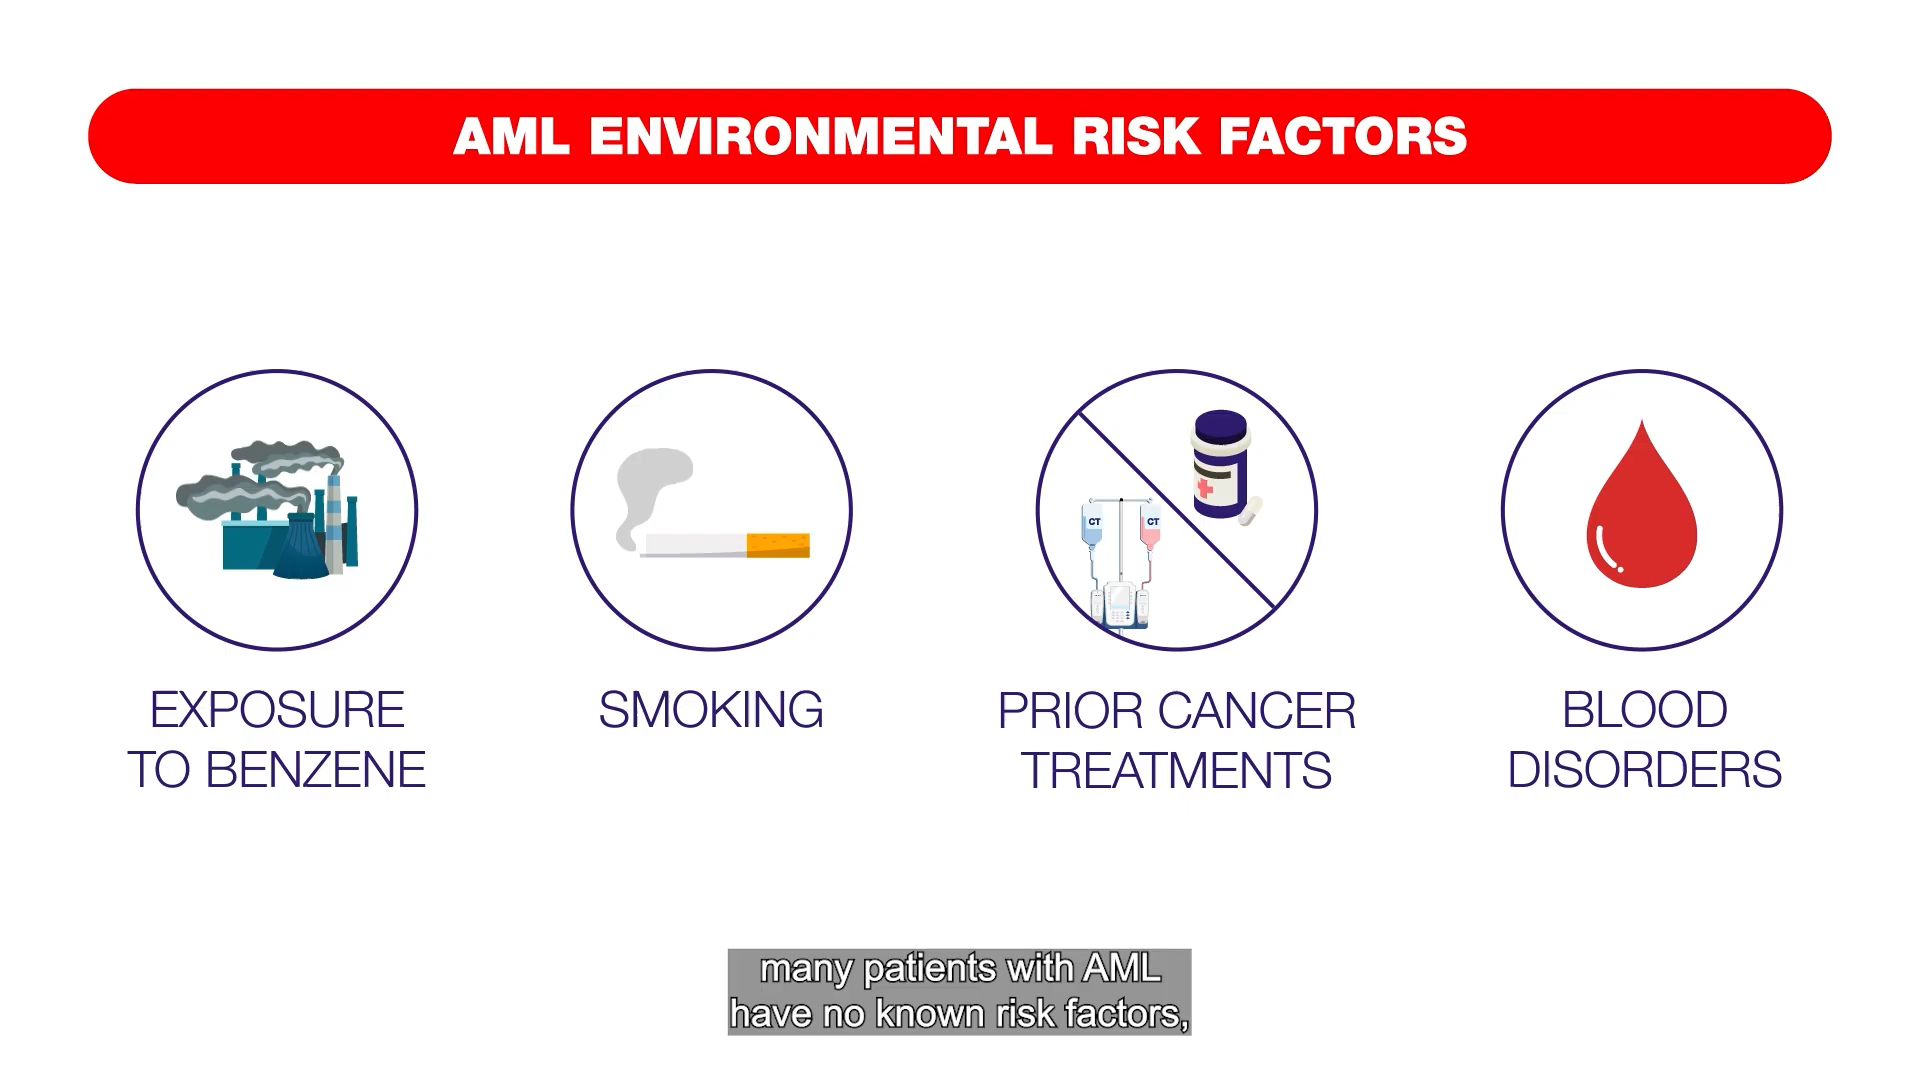 AML ENVIRONMENTAL RISK FACTORS
CT
CT
EXPOSURE
TO BENZENE
SMOKING
PRIOR CANCER
TREATMENTS
BLOOD
DISORDERS
many patients with AML
have no known risk factors,